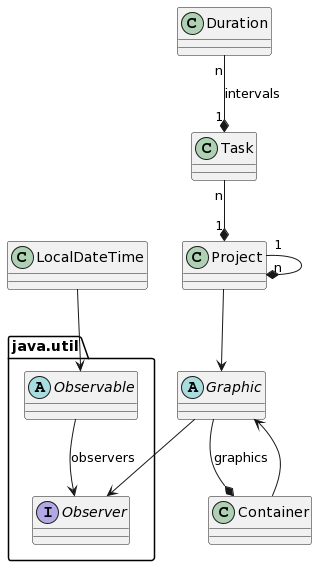 C Duration
n
intervals
1
C Task
n
1
C LocalDateTime
C Project
1
n
java.util
A Observable
A Graphic
observers
graphics
I Observer
C Container